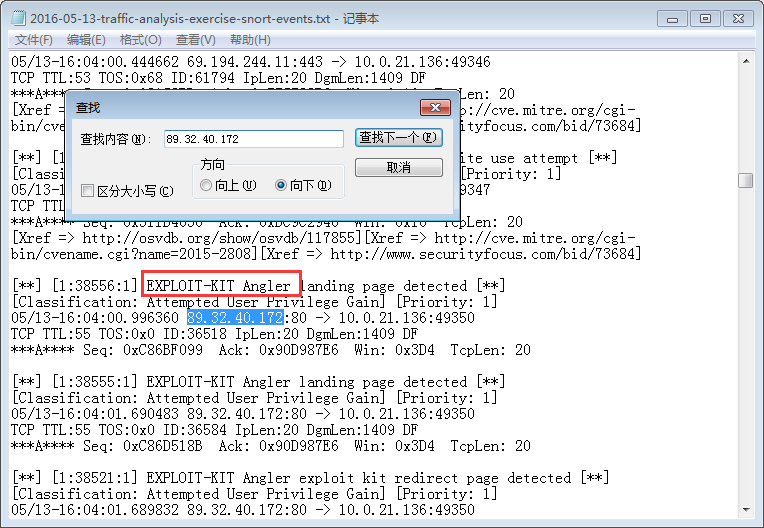 2016-05-13-traffic-analysis-exercise-snort-events.txt - 记事本
文件(F) 编辑(E) 格式(O) 查看(V) 帮助(H)
05/13-16:04:00.444662 69.194.244.11:443 -> 10.0.21.136:49346
TCP TTL:53 TOS:0x68 ID:61794 IpLen:20 DgmLen:1409 DF
***A**** Len: 20
[Xref = ://cve.mitre.org/cgi-
bin/cve urityfocus.com/bid/73684]
查找
查找内容(N): 89.32.40.172 查找下一个(F)
方向 取消
区分大小写(C) 向上(U) 向下(D)
[**] [1 ite use attempt [**]
[Class [Priority: 1]
05/13-1 9347
TCP TTL
***A**** Seq: Ack: 0xDC9C2940 Win: 0x10 TcpLen: 20
[Xref => http://osvdb.org/show/osvdb/117855][Xref => http://cve.mitre.org/cgi-
bin/cvename.cgi?name=2015-2808][Xref => http://www.securityfocus.com/bid/73684]
[**] [1:38556:1] EXPLOIT-KIT Angler landing page detected [**]
[Classification: Attempted User Privilege Gain] [Priority: 1]
05/13-16:04:00.996360 89.32.40.172:80 -> 10.0.21.136:49350
TCP TTL:55 TOS:0x0 ID:36518 IpLen:20 DgmLen:1409 DF
***A**** Seq: 0xC86BF099 Ack: 0x90D987E6 Win: 0x3D4 TcpLen: 20
[**] [1:38555:1] EXPLOIT-KIT Angler landing page detected [**]
[Classification: Attempted User Privilege Gain] [Priority: 1]
05/13-16:04:01.690483 89.32.40.172:80 -> 10.0.21.136:49350
TCP TTL:55 TOS:0x0 ID:36584 IpLen:20 DgmLen:1409 DF
***A**** Seq: 0xC86D518B Ack: 0x90D987E6 Win: 0x3D4 TcpLen: 20
[**] [1:38521:1] EXPLOIT-KIT Angler exploit kit redirect page detected [**]
[Classification: Attempted User Privilege Gain] [Priority: 1]
05/13-16:04:01.689832 89.32.40.172:80 -> 10.0.21.136:49350